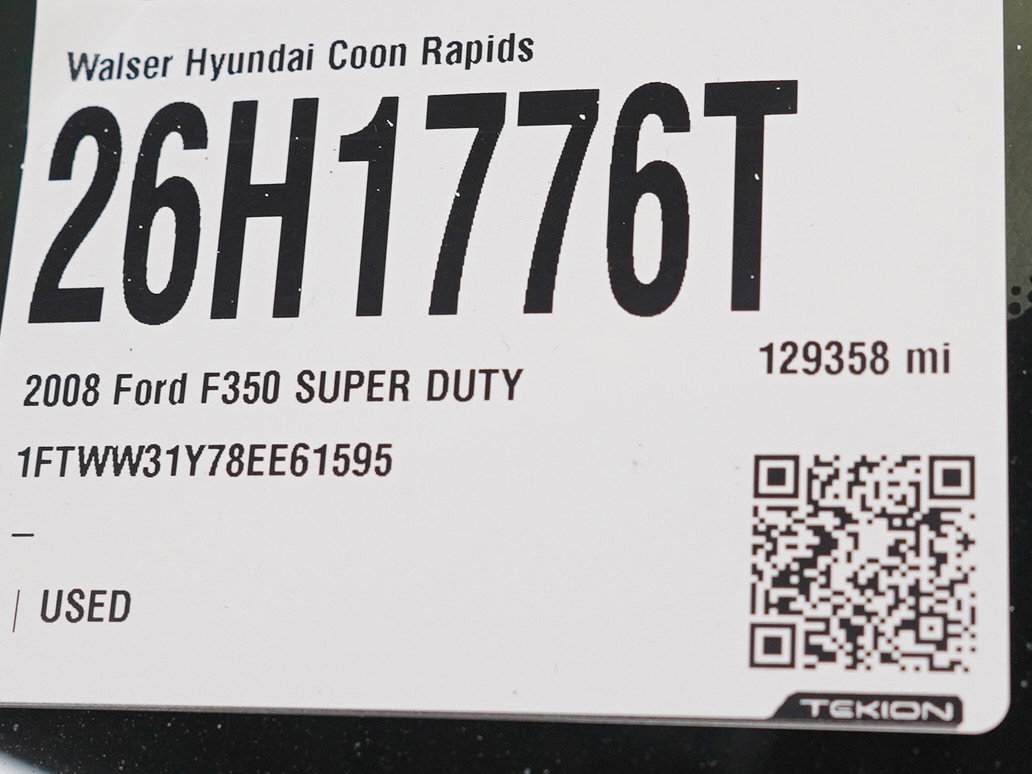 Walser Hyundai Coon Rapids
26H1776T
129358 mi
2008 Ford F350 SUPER DUTY
1FTWW31Y78EE61595
–
| USED
TEKION